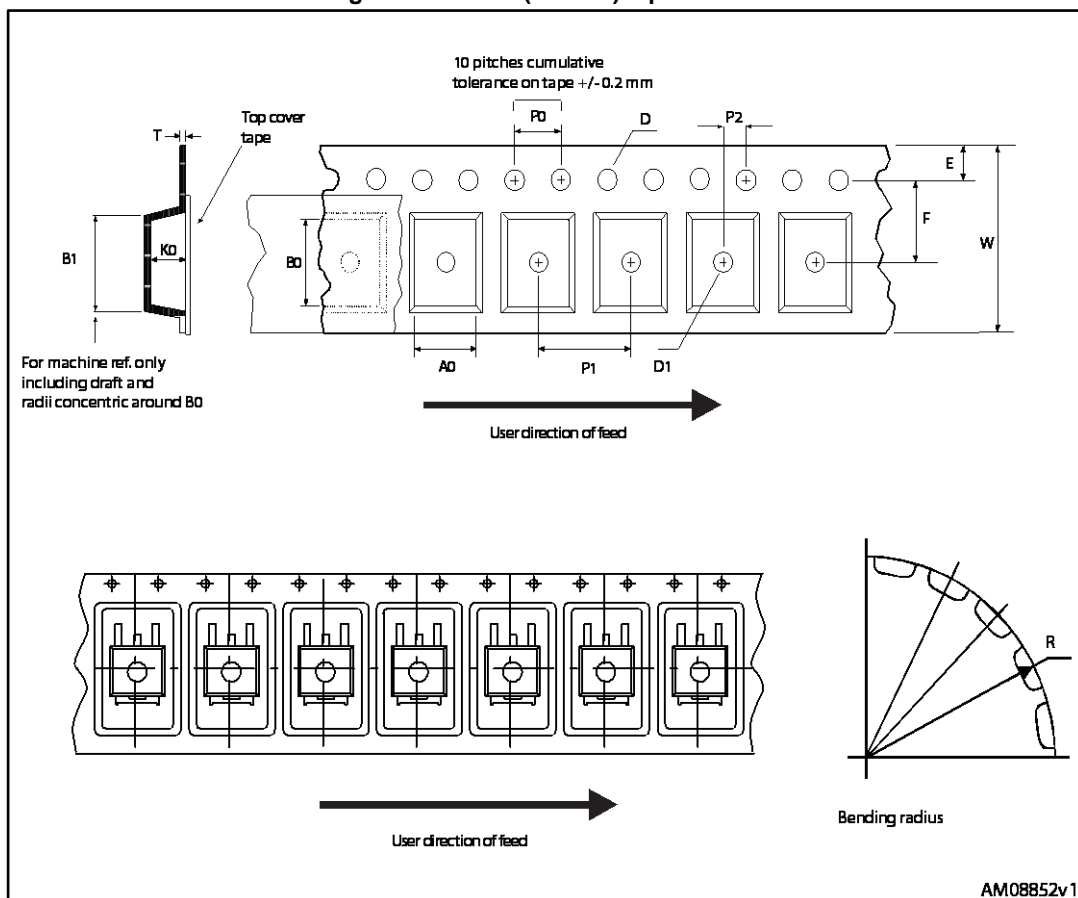 10 pitches cumulative
tolerance on tape +/- 0.2 mm
Top cover
tape
T
P0
D
P2
E
F
W
B1
K0
B0
For machine ref. only
including draft and
radii concentric around B0
A0
P1
D1
User direction of feed
R
Bending radius
User direction of feed
AM08852v1